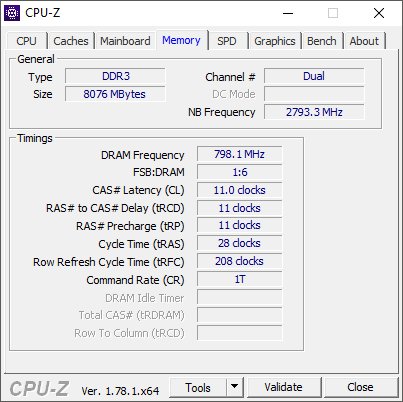 CPU-Z
CPU Caches Mainboard Memory SPD Graphics Bench About
General
Type DDR3 Channel # Dual
Size 8076 MBytes DC Mode
NB Frequency 2793.3 MHz
Timings
DRAM Frequency 798.1 MHz
FSB:DRAM 1:6
CAS# Latency (CL) 11.0 clocks
RAS# to CAS# Delay (tRCD) 11 clocks
RAS# Precharge (tRP) 11 clocks
Cycle Time (tRAS) 28 clocks
Row Refresh Cycle Time (tRFC) 208 clocks
Command Rate (CR) 1T
DRAM Idle Timer
Total CAS# (tRDRAM)
Row To Column (tRCD)
CPU-Z Ver. 1.78.1.x64 Tools Validate Close